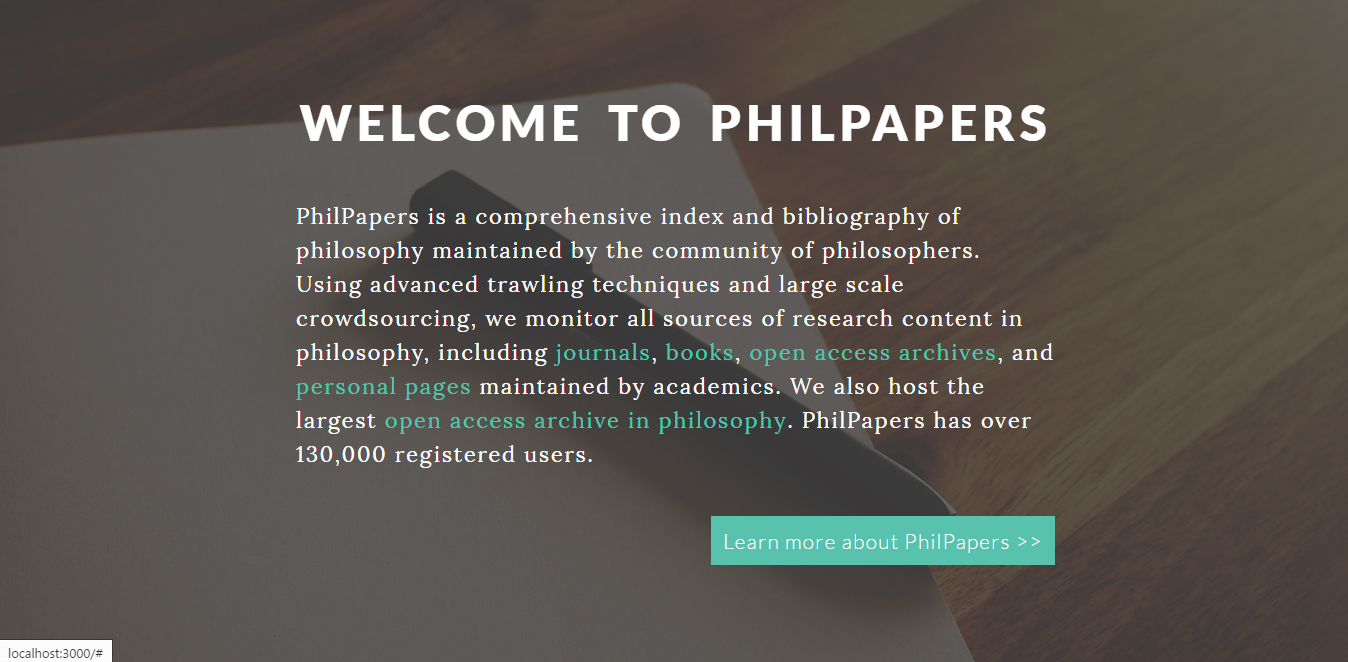 WELCOME TO PHILPAPERS
PhilPapers is a comprehensive index and bibliography of
philosophy maintained by the community of philosophers.
Using advanced trawling techniques and large scale
crowdsourcing, we monitor all sources of research content in
philosophy, including journals, books, open access archives, and
personal pages maintained by academics. We also host the
largest open access archive in philosophy. PhilPapers has over
130,000 registered users.
Learn more about PhilPapers >>
localhost:3000/#